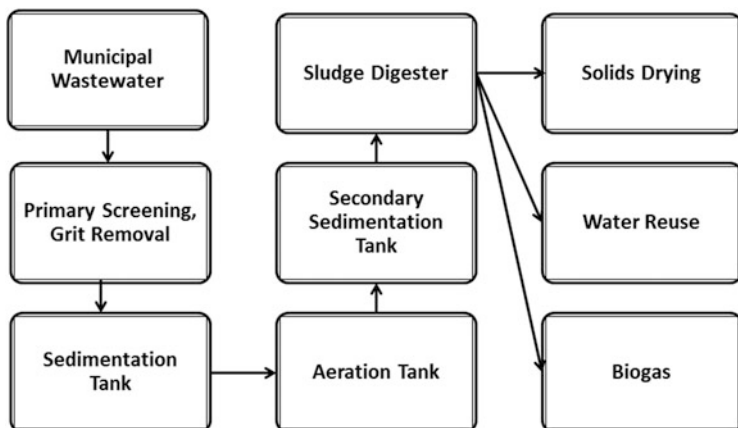 Municipal
Wastewater
Primary Screening,
Grit Removal
Sedimentation
Tank
Aeration Tank
Secondary
Sedimentation
Tank
Sludge Digester
Solids Drying
Water Reuse
Biogas